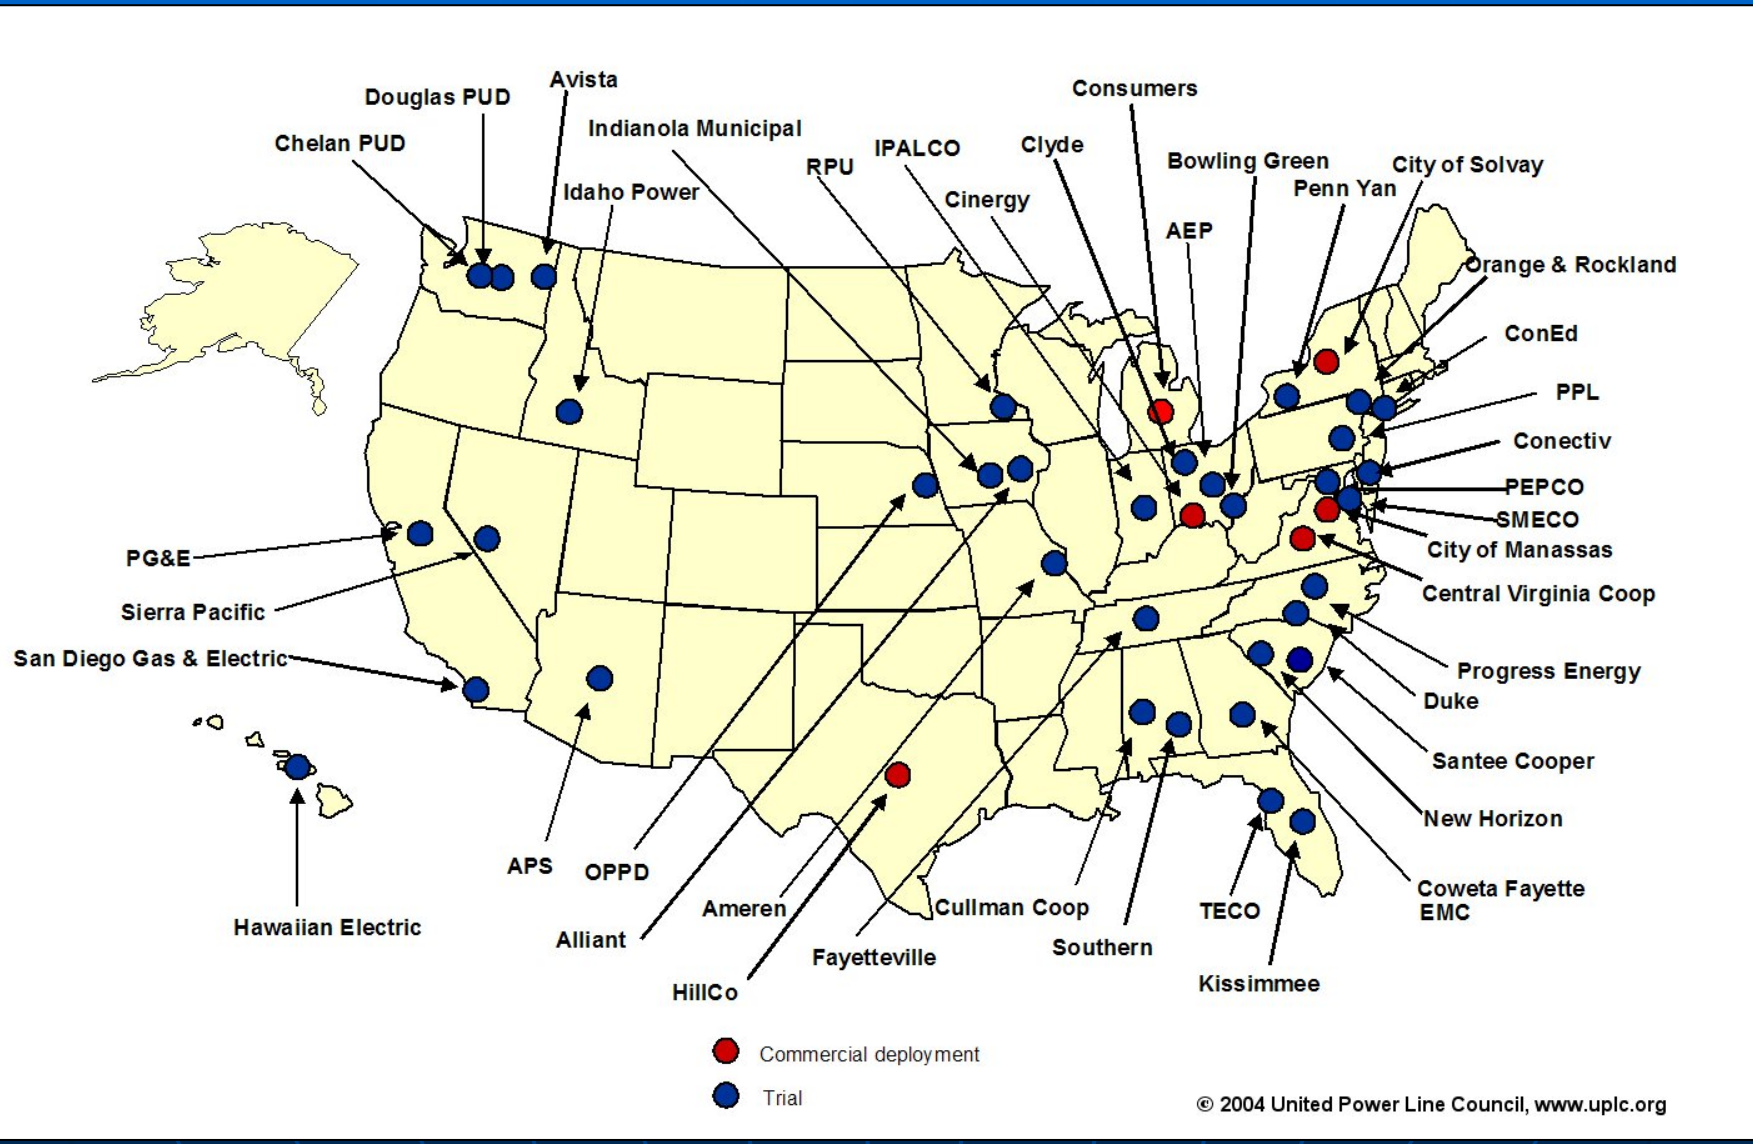 Avista
Douglas PUD
Chelan PUD
Indianola Municipal
Idaho Power
RPU
IPALCO
Cinergy
Consumers
Clyde
Bowling Green
AEP
Penn Yan
City of Solvay
Orange & Rockland
ConEd
PPL
Conectiv
PEPCO
SMECO
City of Manassas
Central Virginia Coop
Progress Energy
Duke
Santee Cooper
New Horizon
Coweta Fayette
EMC
PG&E
Sierra Pacific
San Diego Gas & Electric
Hawaiian Electric
APS
OPPD
Alliant
Ameren
HillCo
Fayetteville
Cullman Coop
Southern
TECO
Kissimmee
Commercial deployment
Trial
© 2004 United Power Line Council, www.uplc.org